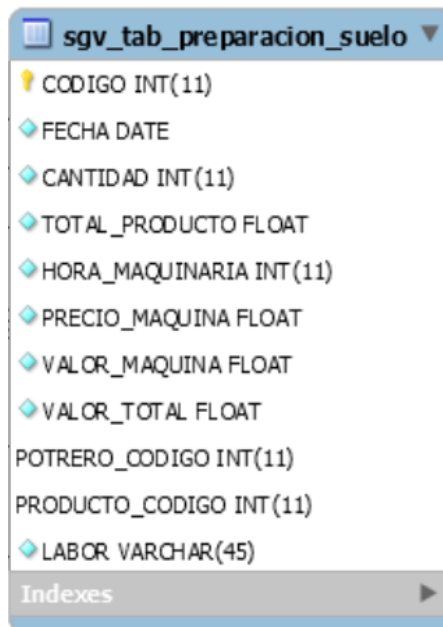 sgv_tab_preparacion_suelo
CODIGO INT(11)
FECHA DATE
CANTIDAD INT(11)
TOTAL_PRODUCTO FLOAT
HORA_MAQUINARIA INT(11)
PRECIO_MAQUINA FLOAT
VALOR_MAQUINA FLOAT
VALOR_TOTAL FLOAT
POTRERO_CODIGO INT(11)
PRODUCTO_CODIGO INT(11)
LABOR VARCHAR(45)
Indexes